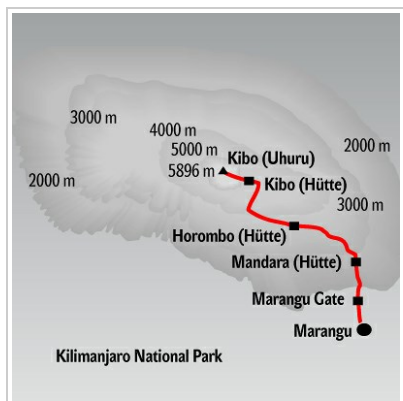 3000 m
4000 m
5000 m
5896 m
2000 m
2000 m
3000 m
Kibo (Uhuru)
Kibo (Hütte)
Horombo (Hütte)
Mandara (Hütte)
Marangu Gate
Marangu
Kilimanjaro National Park